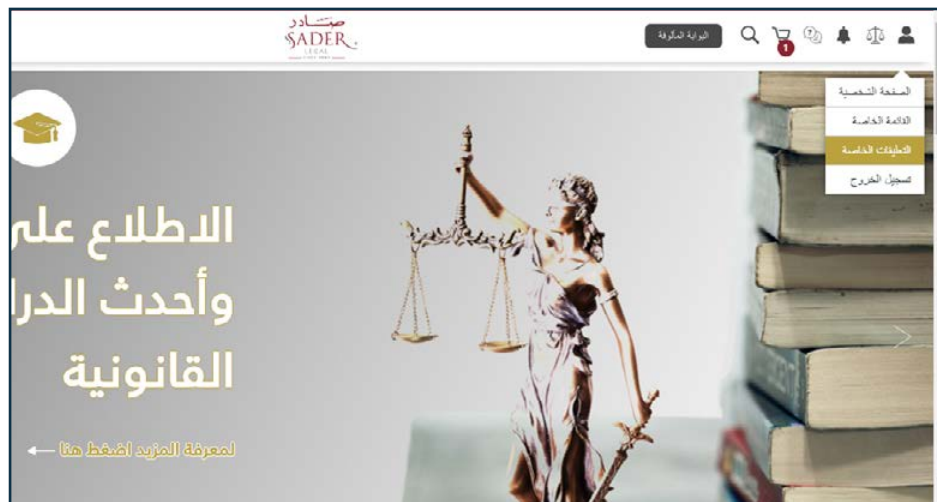 صادر
SADER
LEGAL
البوابة المألوفة
1
الصفحة الشخصية
القائمة الخاصة
التعليقات الخاصة
تسجيل الخروج
الاطلاع على
وأحدث الدرا
القانونية
لمعرفة المزيد اضغط هنا